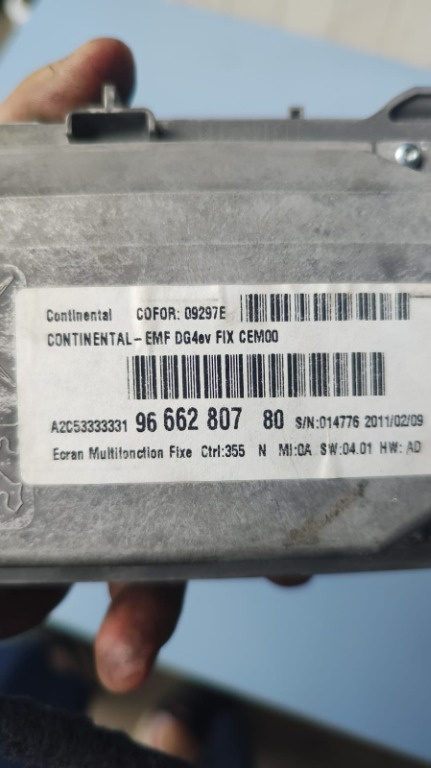 Continental COFOR: 09297E
CONTINENTAL-EMF DG4ev FIX CEM00
A2C53333331 96 662 807 80 S/N:014776 2011/02/09
Ecran Multifonction Fixe Ctrl:355 N MI:0A SW:04.01 HW: AD